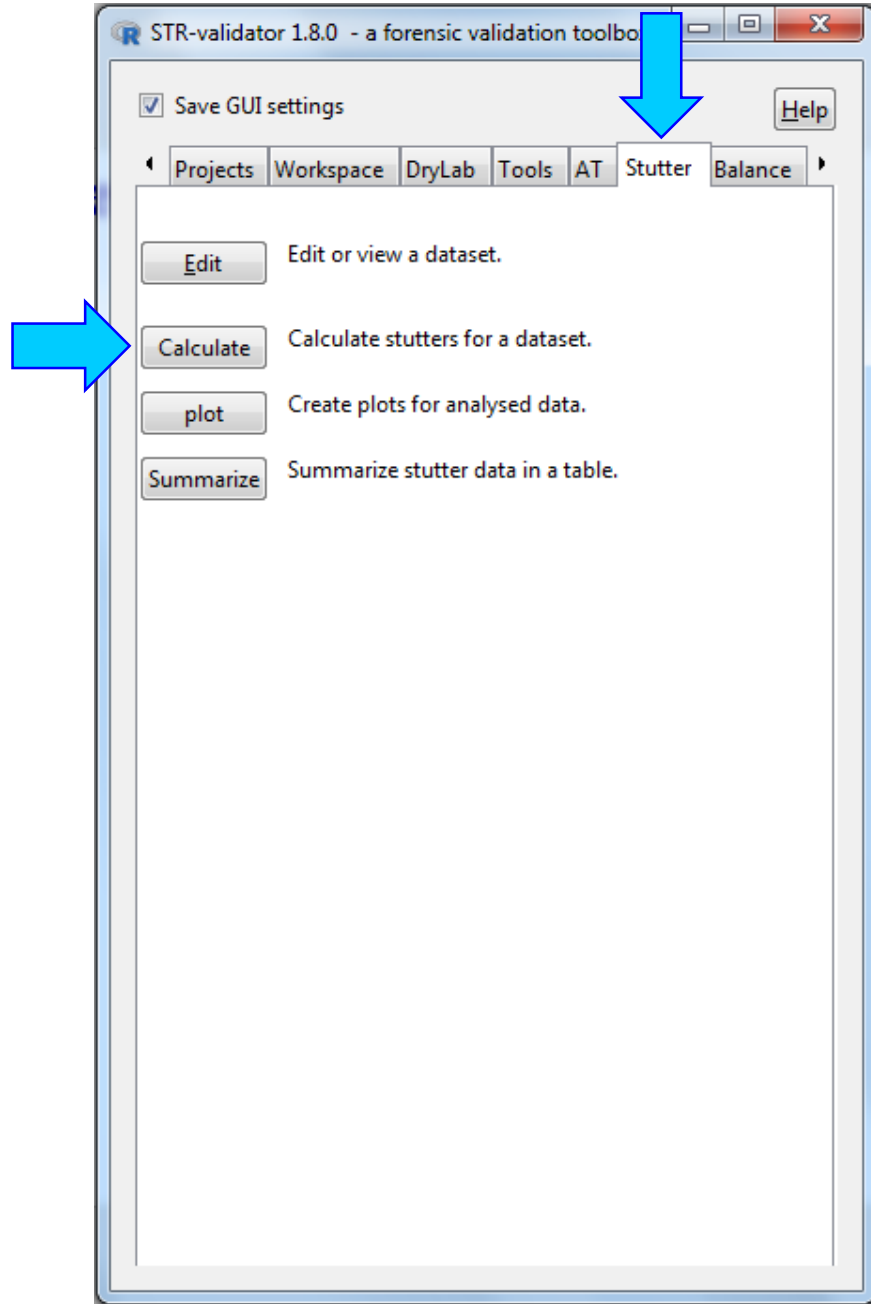 STR-validator 1.8.0 - a forensic validation toolbo
Save GUI settings
Help
Projects Workspace DryLab Tools AT Stutter Balance
Edit Edit or view a dataset.
Calculate Calculate stutters for a dataset.
plot Create plots for analysed data.
Summarize Summarize stutter data in a table.